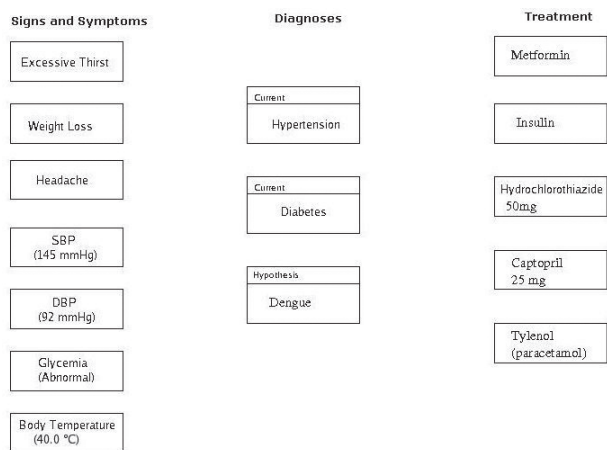 Signs and Symptoms
Excessive Thirst
Weight Loss
Headache
SBP
(145 mmHg)
DBP
(92 mmHg)
Glycemia
(Abnormal)
Body Temperature
(40.0 °C)
Diagnoses
Current
Hypertension
Current
Diabetes
Hypothesis
Dengue
Treatment
Metformin
Insulin
Hydrochlorothiazide
50mg
Captopril
25 mg
Tylenol
(paracetamol)